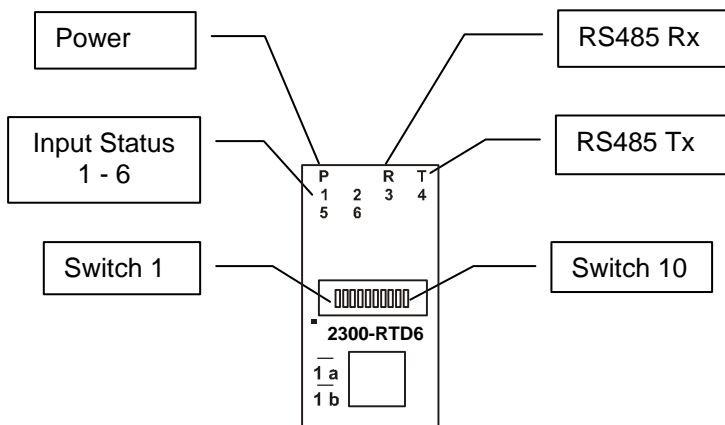 Power
RS485 Rx
Input Status
1 - 6
RS485 Tx
P R T
1 2 3 4
5 6
Switch 1
Switch 10
2300-RTD6
1 a
1 b